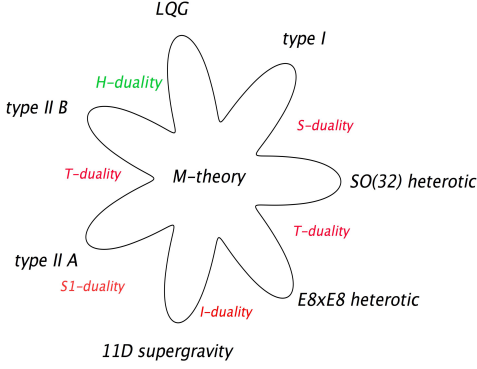 LQG
type I
H-duality
type II B
S-duality
T-duality
M-theory
SO(32) heterotic
T-duality
type II A
S1-duality
E8xE8 heterotic
I-duality
11D supergravity